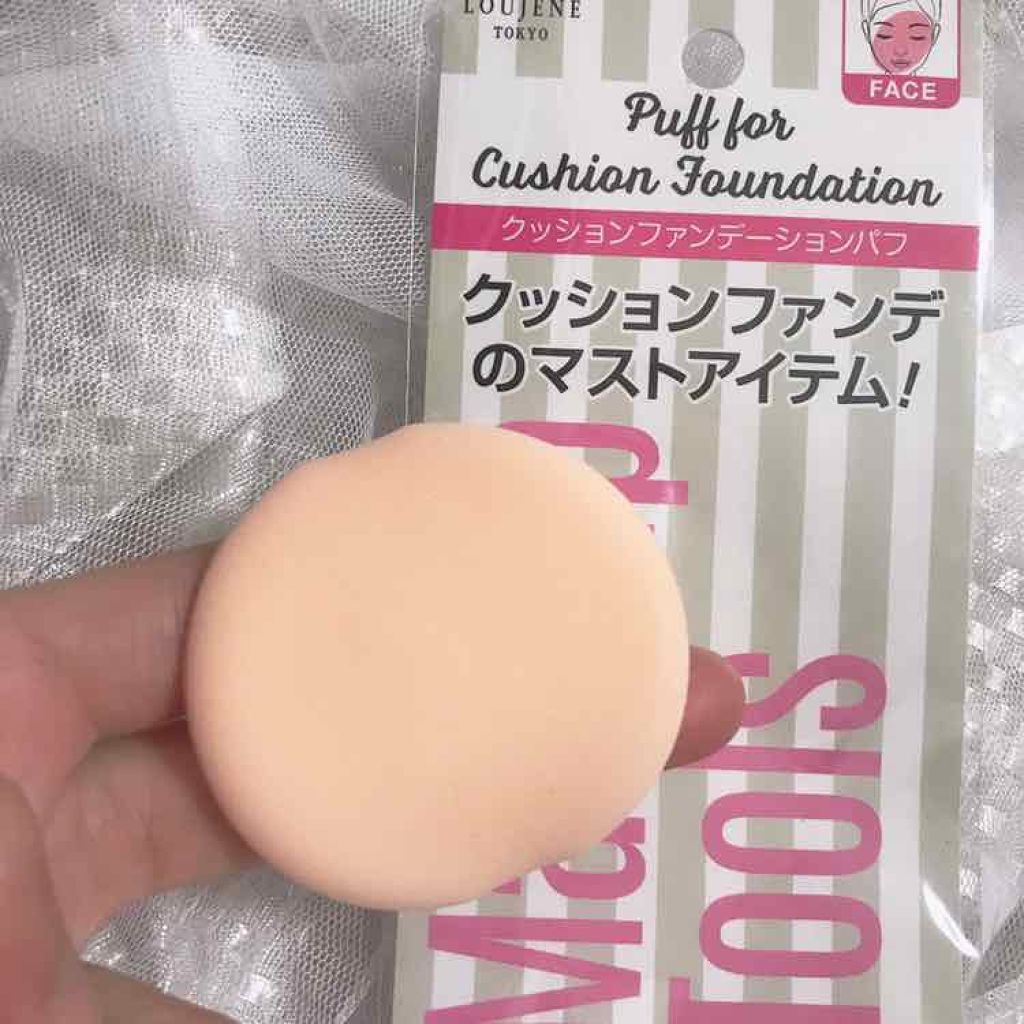 LOUJENE
TOKYO
FACE
Puff for
Cushion Foundation
クッションファンデーションパフ
クッションファンデ
のマストアイテム!
Tools